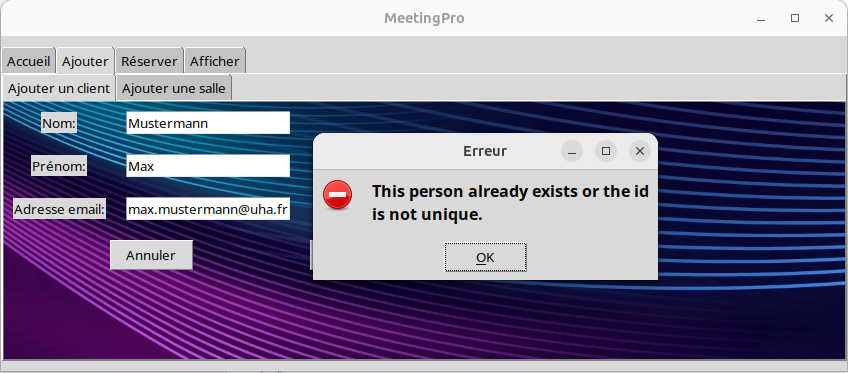 MeetingPro
Accueil Ajouter Réserver Afficher
Ajouter un client Ajouter une salle
Nom: Mustermann
Prénom: Max
Adresse email: max.mustermann@uha.fr
Annuler
Erreur
This person already exists or the id
is not unique.
OK